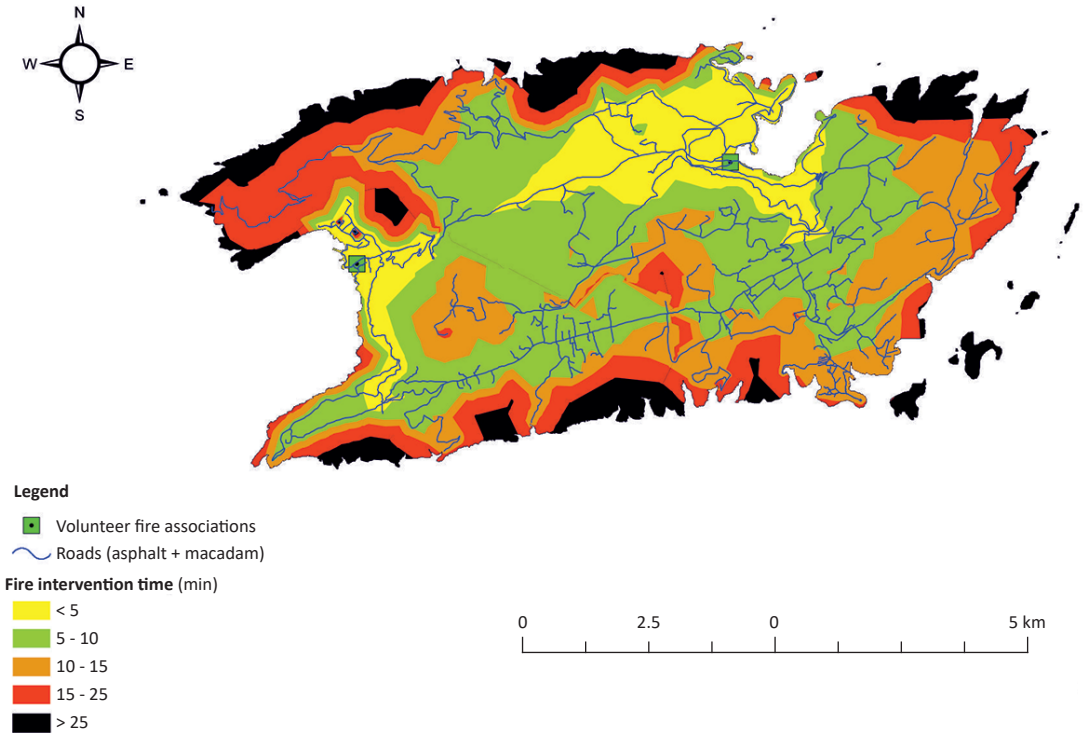 N
W E
S
Legend
Volunteer fire associations
Roads (asphalt + macadam)
Fire intervention time (min)
< 5
5 - 10
10 - 15
15 - 25
> 25
0 2.5 0 5 km